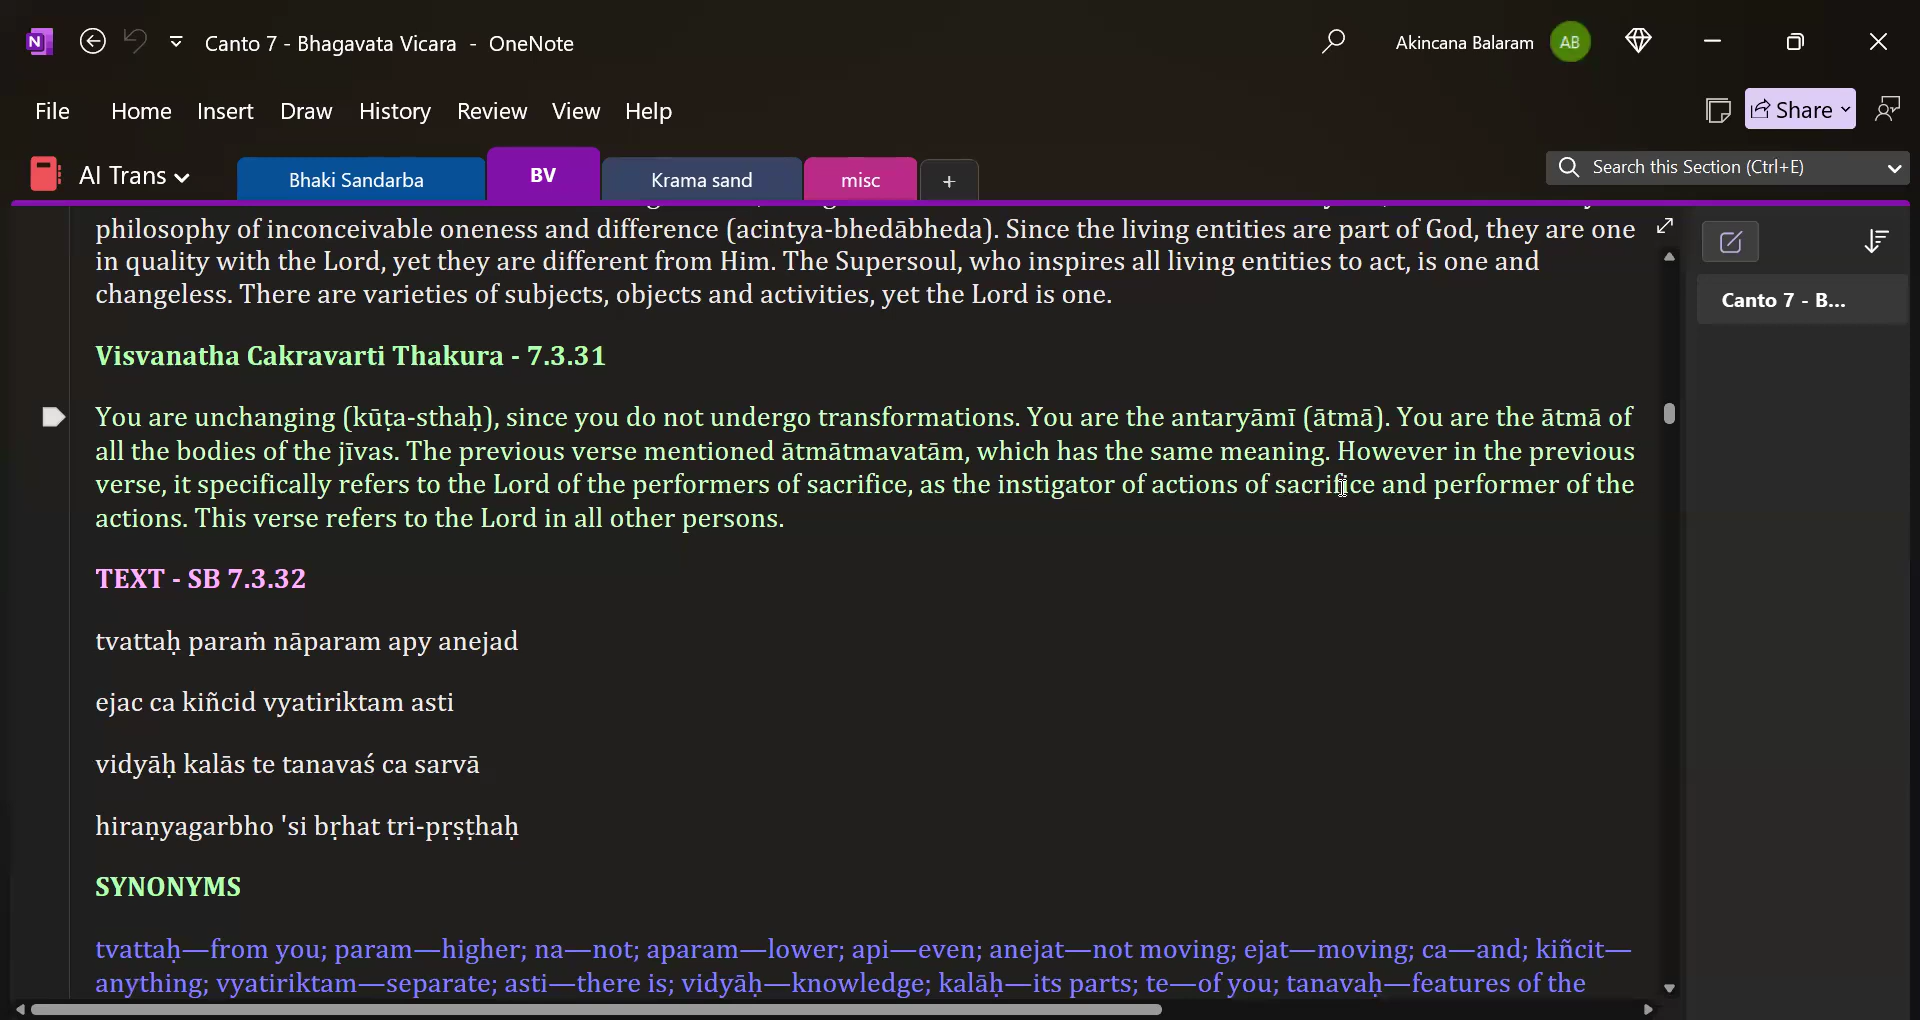 Canto 7 - Bhagavata Vicara - OneNote
Akincana Balaram
AB
File Home Insert Draw History Review View Help
Share
AI Trans
Bhaki Sandarba
BV
Krama sand
misc
+
Search this Section (Ctrl+E)
Canto 7 - B...
philosophy of inconceivable oneness and difference (acintya-bhedābheda). Since the living entities are part of God, they are one
in quality with the Lord, yet they are different from Him. The Supersoul, who inspires all living entities to act, is one and
changeless. There are varieties of subjects, objects and activities, yet the Lord is one.
Visvanatha Cakravarti Thakura - 7.3.31
You are unchanging (kūṭa-sthaḥ), since you do not undergo transformations. You are the antaryāmī (ātmā). You are the ātmā of
all the bodies of the jīvas. The previous verse mentioned ātmātmavatām, which has the same meaning. However in the previous
verse, it specifically refers to the Lord of the performers of sacrifice, as the instigator of actions of sacrifice and performer of the
actions. This verse refers to the Lord in all other persons.
TEXT - SB 7.3.32
tvattaḥ paraṁ nāparam apy anejad
ejac ca kiñcid vyatiriktam asti
vidyāḥ kalās te tanavaś ca sarvā
hiraṇyagarbho 'si bṛhat tri-pṛṣṭhaḥ
SYNONYMS
tvattaḥ—from you; param—higher; na—not; aparam—lower; api—even; anejat—not moving; ejat—moving; ca—and; kiñcit—
anything; vyatiriktam—separate; asti—there is; vidyāḥ—knowledge; kalāḥ—its parts; te—of you; tanavaḥ—features of the